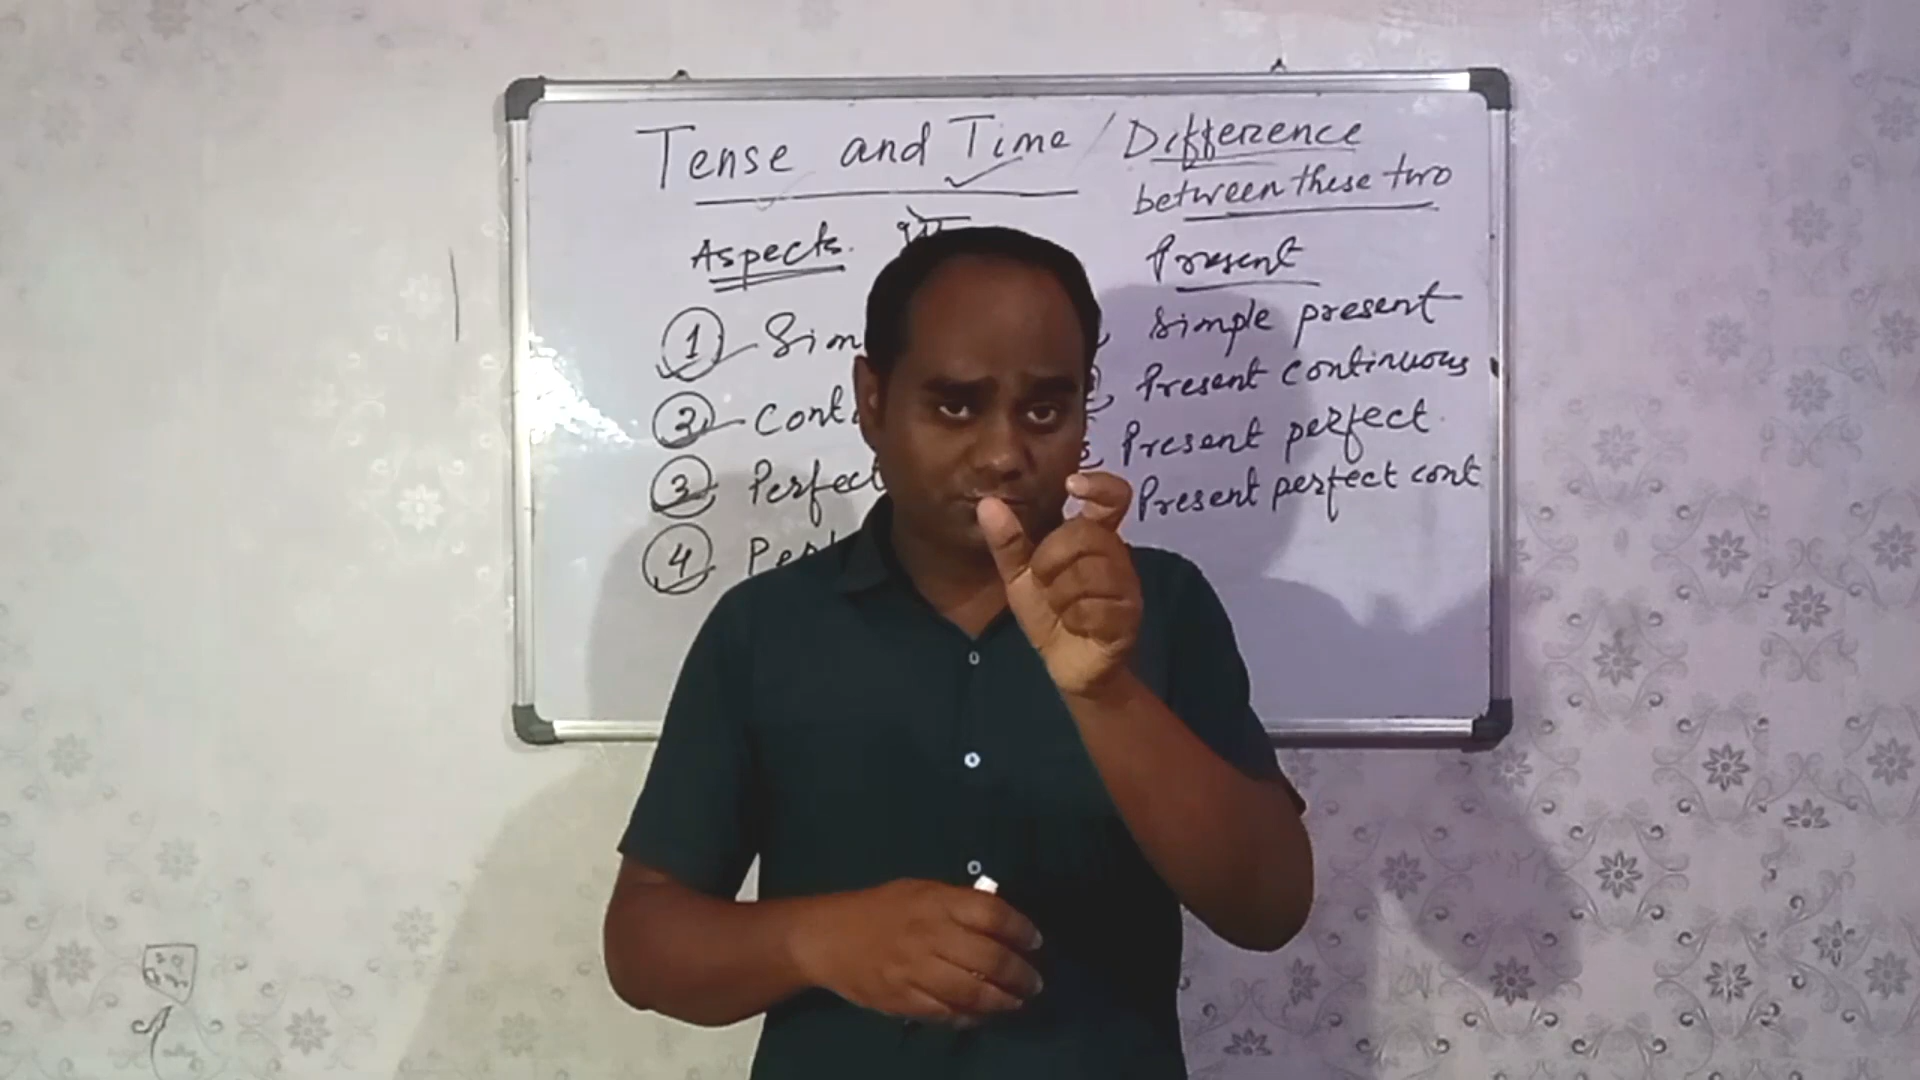 Tense and Time / Difference
between these two
Aspects.
Present
1 Sim
simple present
2 Cont
Present continuous
3 Perfect
Present perfect
4 Per
Present perfect cont